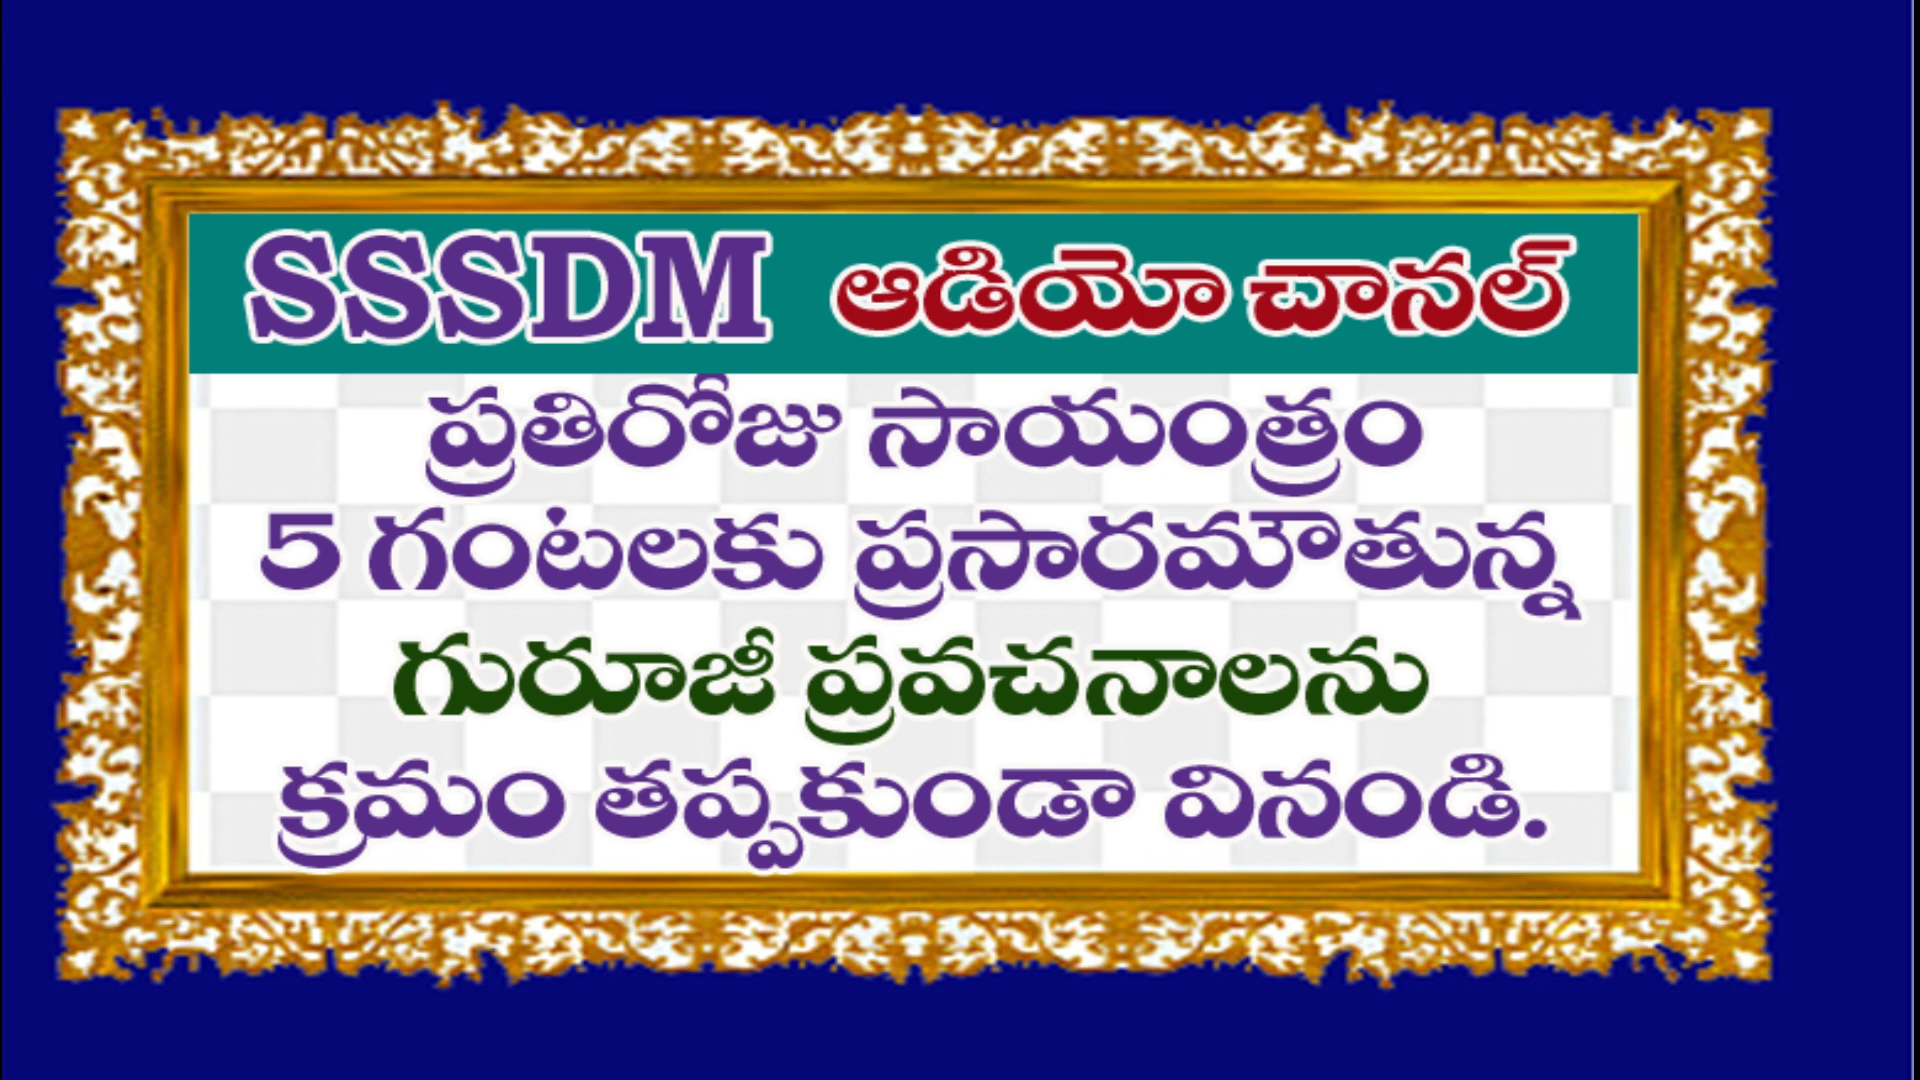 SSSDM ఆడియో చానల్
ప్రతిరోజు సాయంత్రం
5 గంటలకు ప్రసారమౌతున్న
గురూజీ ప్రవచనాలను
క్రమం తప్పకుండా వినండి.